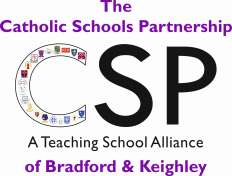 The
Catholic Schools Partnership
CSP
A Teaching School Alliance
of Bradford & Keighley